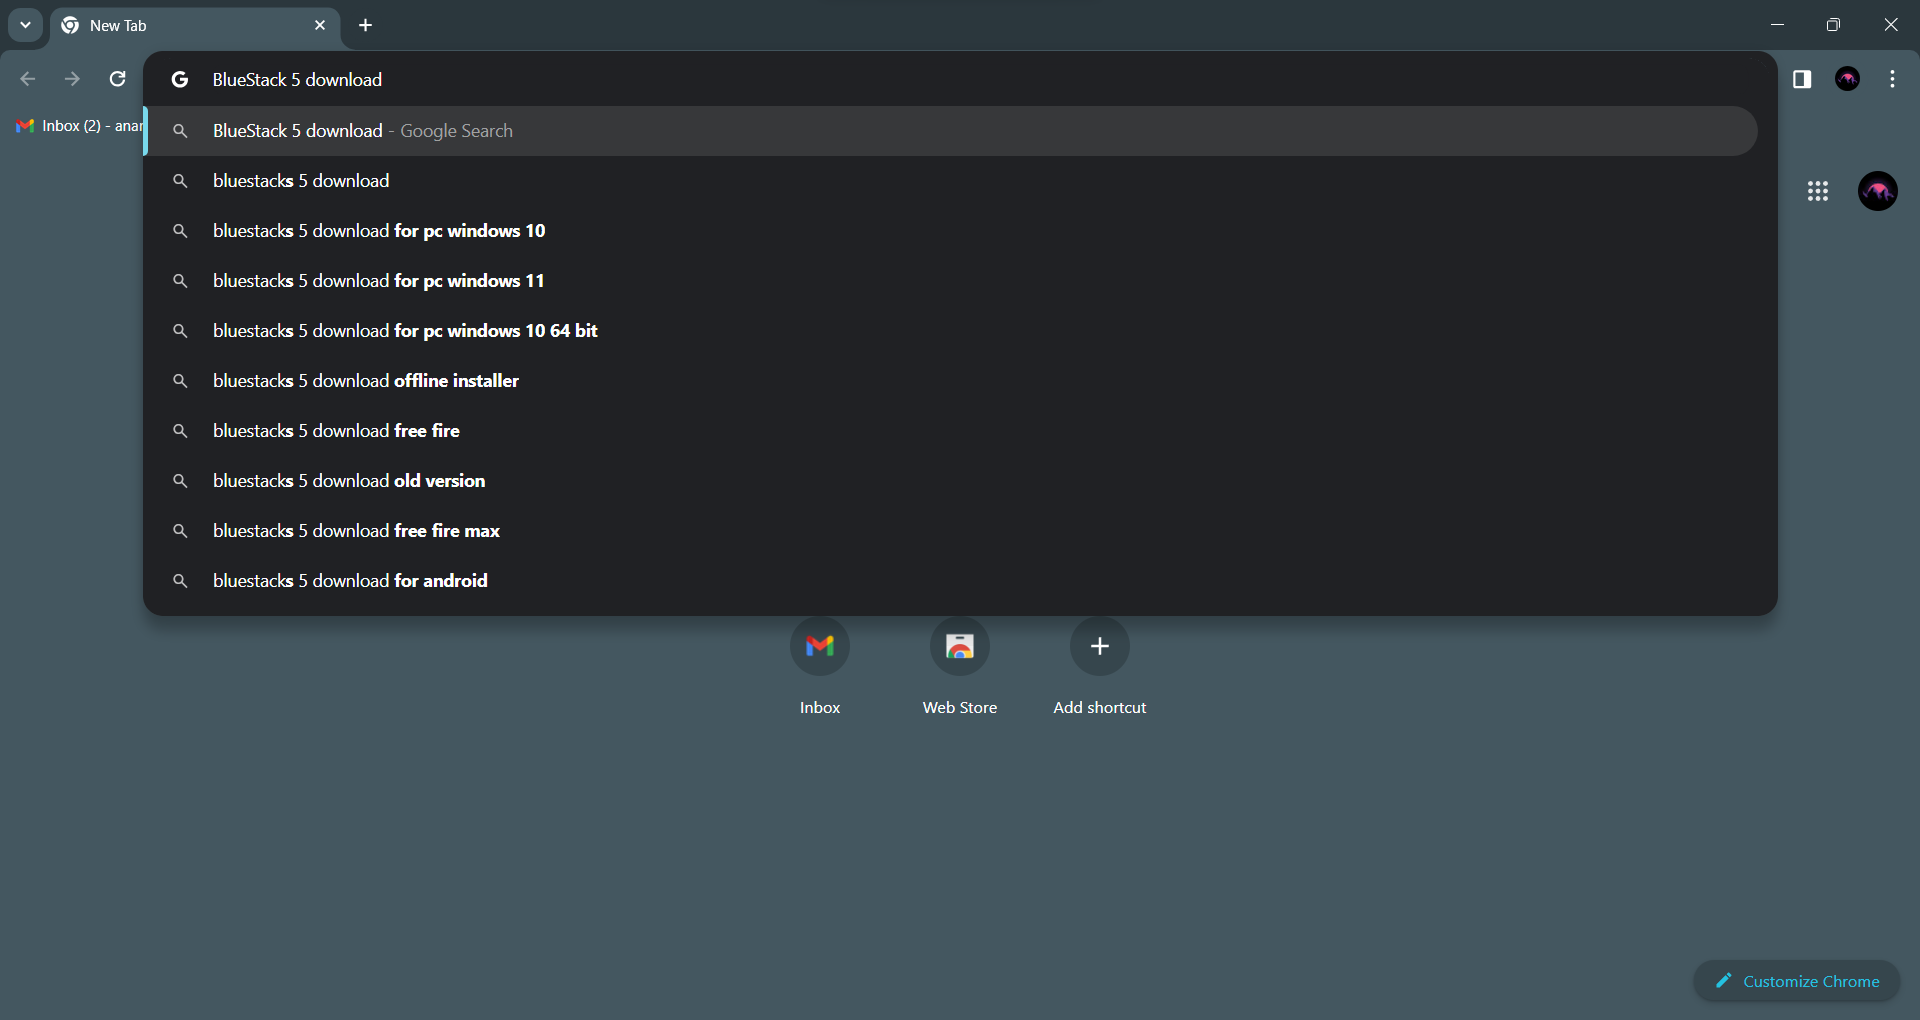 New Tab
BlueStack 5 download
Inbox (2) - anar
BlueStack 5 download - Google Search
bluestacks 5 download
bluestacks 5 download for pc windows 10
bluestacks 5 download for pc windows 11
bluestacks 5 download for pc windows 10 64 bit
bluestacks 5 download offline installer
bluestacks 5 download free fire
bluestacks 5 download old version
bluestacks 5 download free fire max
bluestacks 5 download for android
Inbox
Web Store
Add shortcut
Customize Chrome